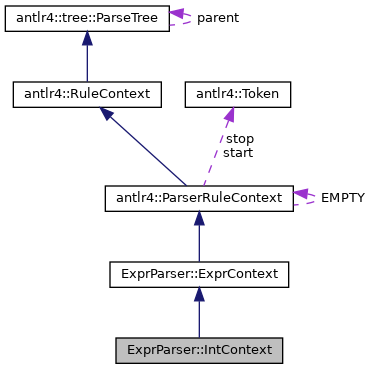 antlr4::tree::ParseTree
parent
antlr4::RuleContext
antlr4::Token
stop
start
antlr4::ParserRuleContext
EMPTY
ExprParser::ExprContext
ExprParser::IntContext